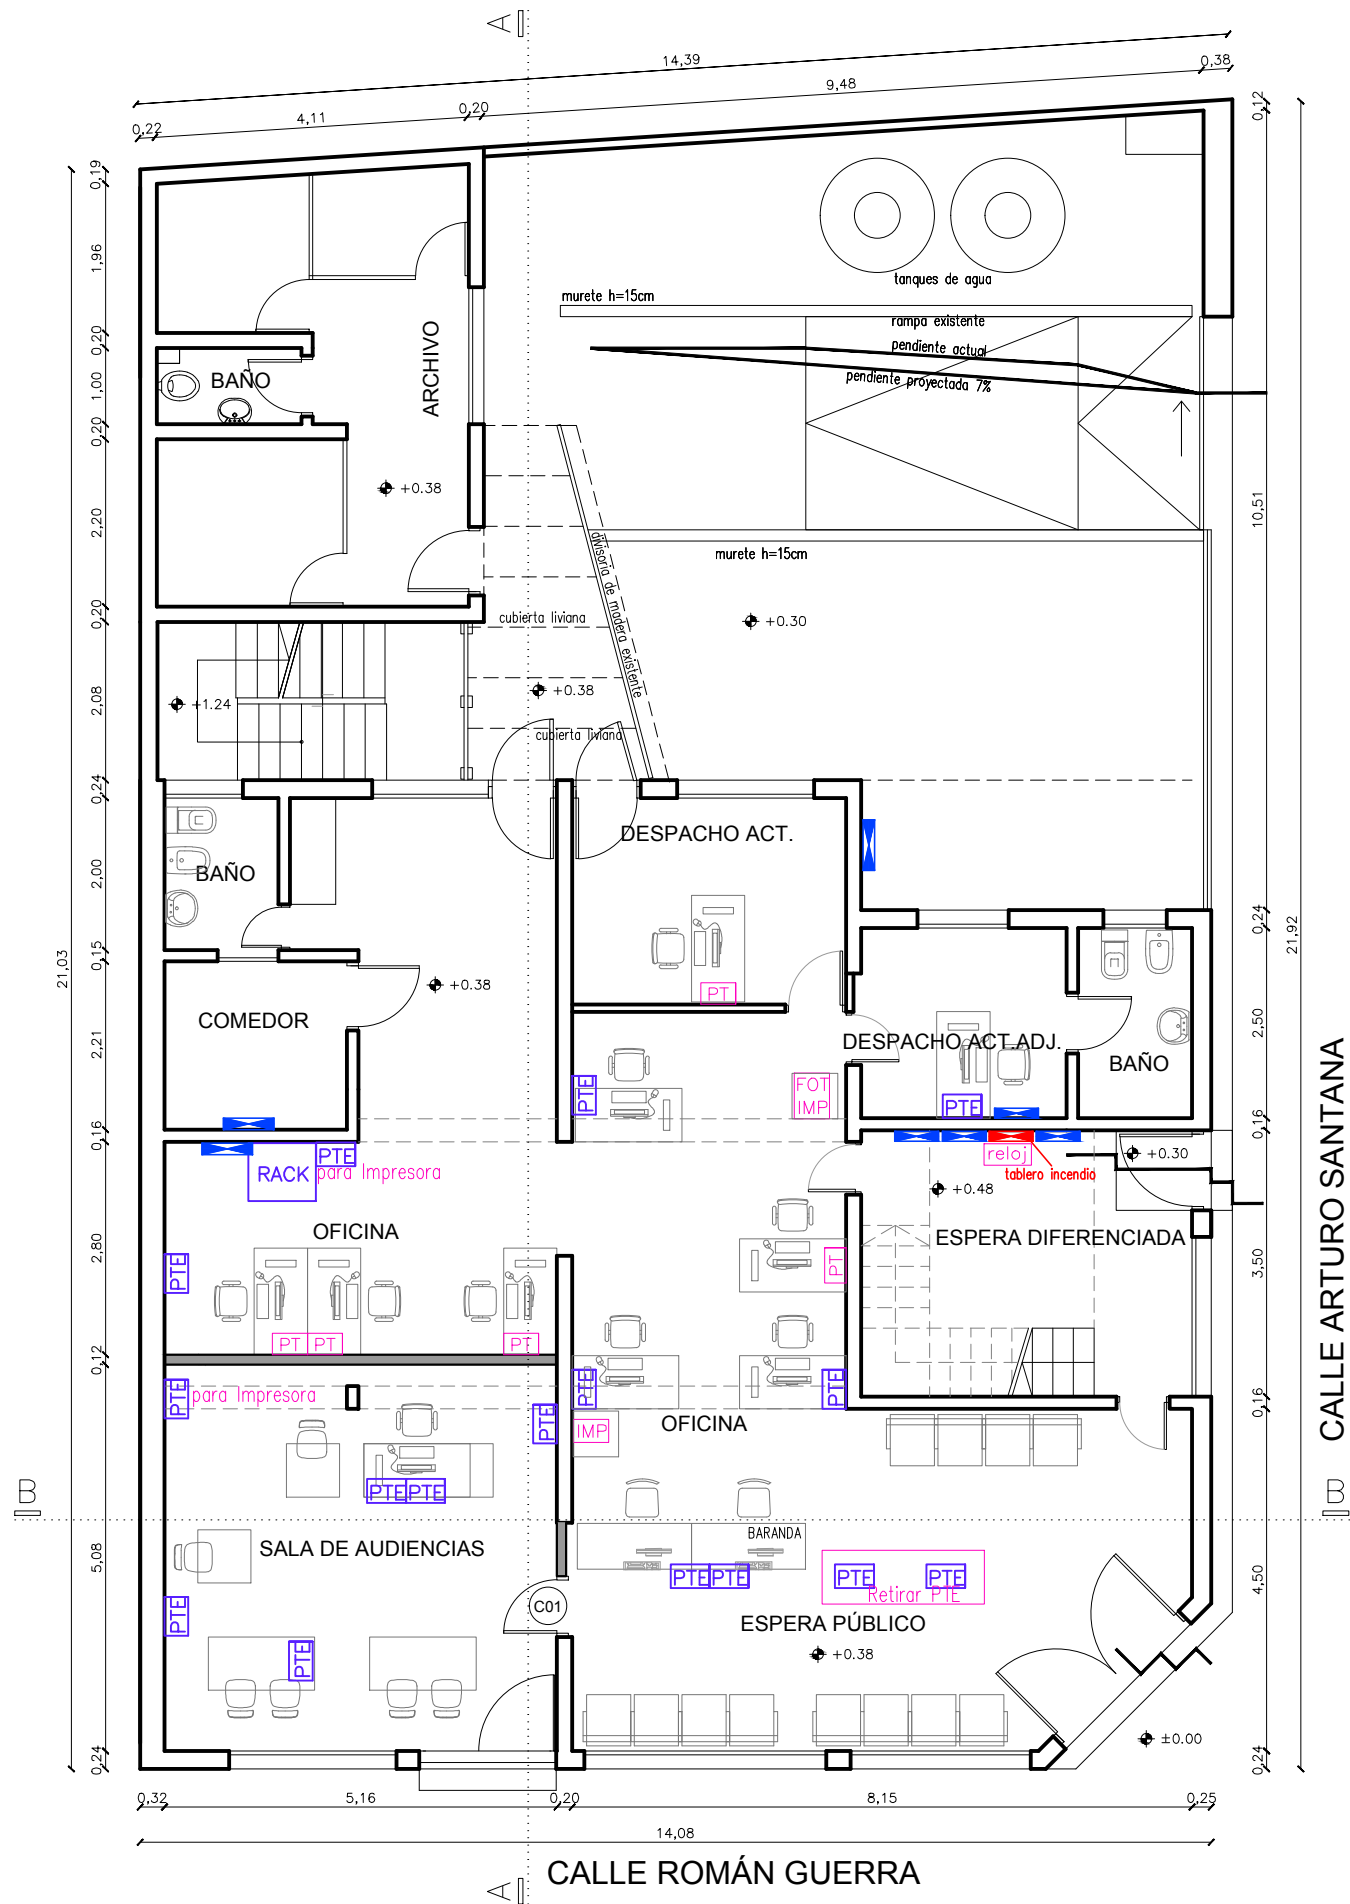 A
14,39
0,38
9,48
0,20
4,11
0,22
0,12
0,19
1,96
tanques de agua
murete h=15cm
rampa existente
pendiente actual
pendiente proyectada 7%
ARCHIVO
0,20
BAÑO
1,00
0,20
+0.38
2,20
10,51
murete h=15cm
divisoria de madera existente
0,20
cubierta liviana
+0.30
+1.24
+0.38
2,08
cubierta liviana
0,24
DESPACHO ACT.
BAÑO
2,00
0,24
21,03
21,92
0,15
+0.38
PT
COMEDOR
2,21
2,50
DESPACHO ACT.ADJ.
BAÑO
PTE
FOT
IMP
PTE
0,16
0,16
RACK
PTE
para Impresora
reloj
tablero incendio
+0.30
+0.48
OFICINA
ESPERA DIFERENCIADA
2,80
3,50
PTE
PT
PT
PT
PT
0,12
PTE
para Impresora
PTE
PTE
PTE
0,16
IMP
OFICINA
PTE
PTE
B
B
BARANDA
SALA DE AUDIENCIAS
5,08
4,50
PTE
PTE
PTE
PTE
Retirar PTE
C01
PTE
ESPERA PÚBLICO
PTE
+0.38
±0.00
0,24
0,24
0,32
5,16
0,20
8,15
0,25
14,08
CALLE ROMÁN GUERRA
CALLE ARTURO SANTANA
A